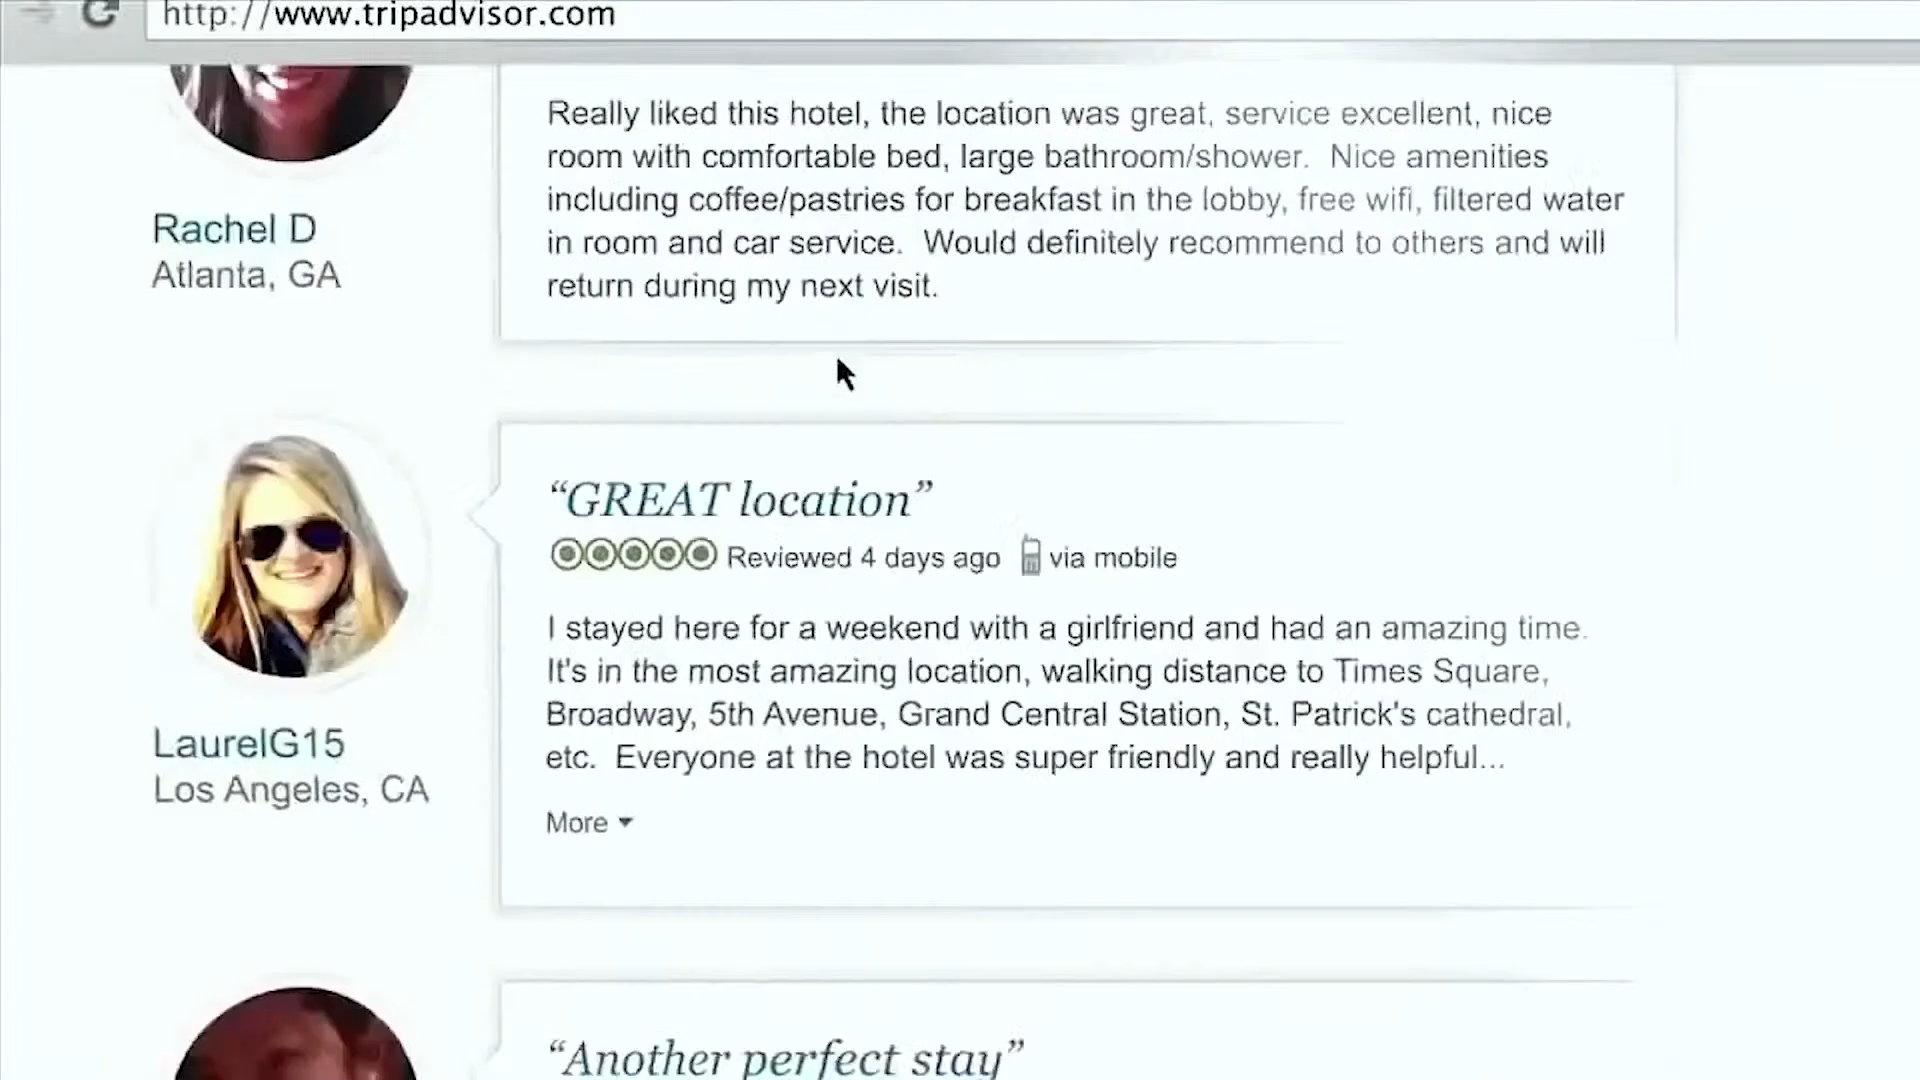 http://www.tripadvisor.com
Really liked this hotel, the location was great, service excellent, nice
room with comfortable bed, large bathroom/shower.  Nice amenities
including coffee/pastries for breakfast in the lobby, free wifi, filtered water
in room and car service.  Would definitely recommend to others and will
return during my next visit.
Rachel D
Atlanta, GA
“GREAT location”
Reviewed 4 days ago via mobile
I stayed here for a weekend with a girlfriend and had an amazing time.
It's in the most amazing location, walking distance to Times Square,
Broadway, 5th Avenue, Grand Central Station, St. Patrick's cathedral,
etc.  Everyone at the hotel was super friendly and really helpful...
More
LaurelG15
Los Angeles, CA
“Another perfect stay”